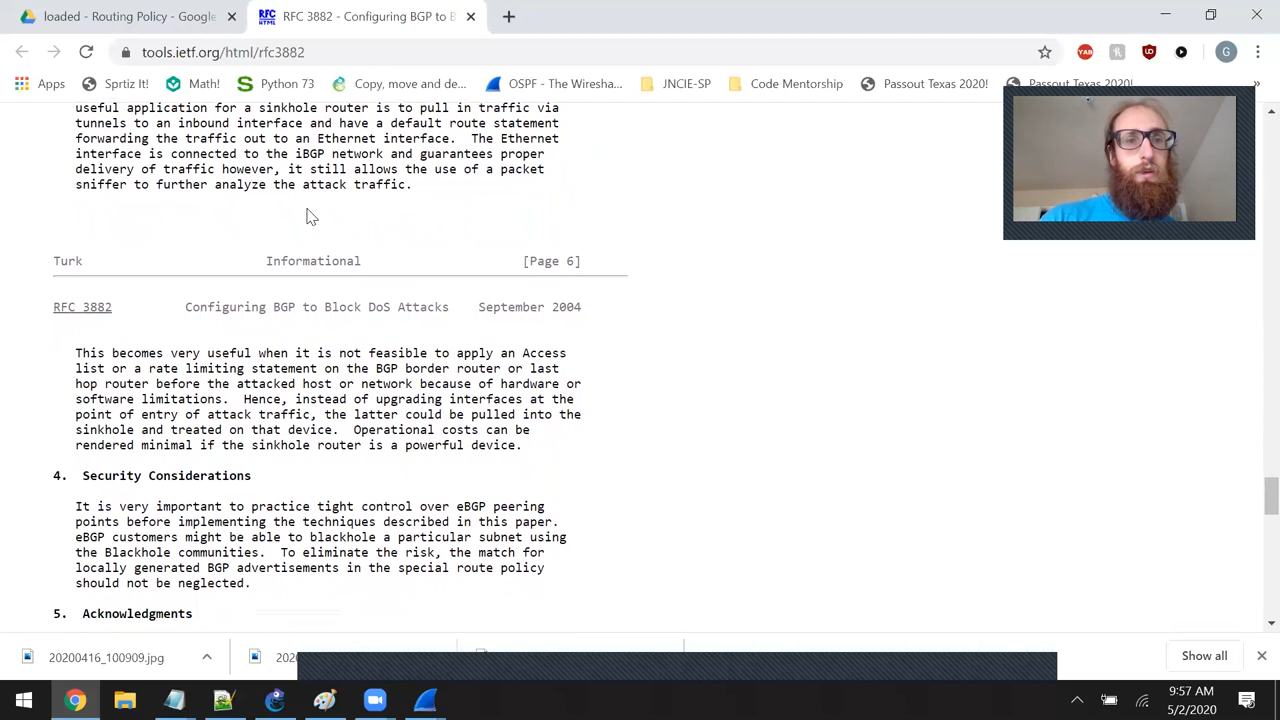 loaded - Routing Policy - Google
RFC HTML
RFC 3882 - Configuring BGP to B
tools.ietf.org/html/rfc3882
YAB
G
Apps
Sprtiz It!
Math!
Python 73
Copy, move and de...
OSPF - The Wiresha...
JNCIE-SP
Code Mentorship
Passout Texas 2020!
Passout Texas 2020!
useful application for a sinkhole router is to pull in traffic via
tunnels to an inbound interface and have a default route statement
forwarding the traffic out to an Ethernet interface.  The Ethernet
interface is connected to the iBGP network and guarantees proper
delivery of traffic however, it still allows the use of a packet
sniffer to further analyze the attack traffic.
Turk Informational [Page 6]
RFC 3882 Configuring BGP to Block DoS Attacks September 2004
This becomes very useful when it is not feasible to apply an Access
list or a rate limiting statement on the BGP border router or last
hop router before the attacked host or network because of hardware or
software limitations.  Hence, instead of upgrading interfaces at the
point of entry of attack traffic, the latter could be pulled into the
sinkhole and treated on that device.  Operational costs can be
rendered minimal if the sinkhole router is a powerful device.
4.  Security Considerations
It is very important to practice tight control over eBGP peering
points before implementing the techniques described in this paper.
eBGP customers might be able to blackhole a particular subnet using
the Blackhole communities.  To eliminate the risk, the match for
locally generated BGP advertisements in the special route policy
should not be neglected.
5.  Acknowledgments
20200416_100909.jpg
Show all
9:57 AM
5/2/2020